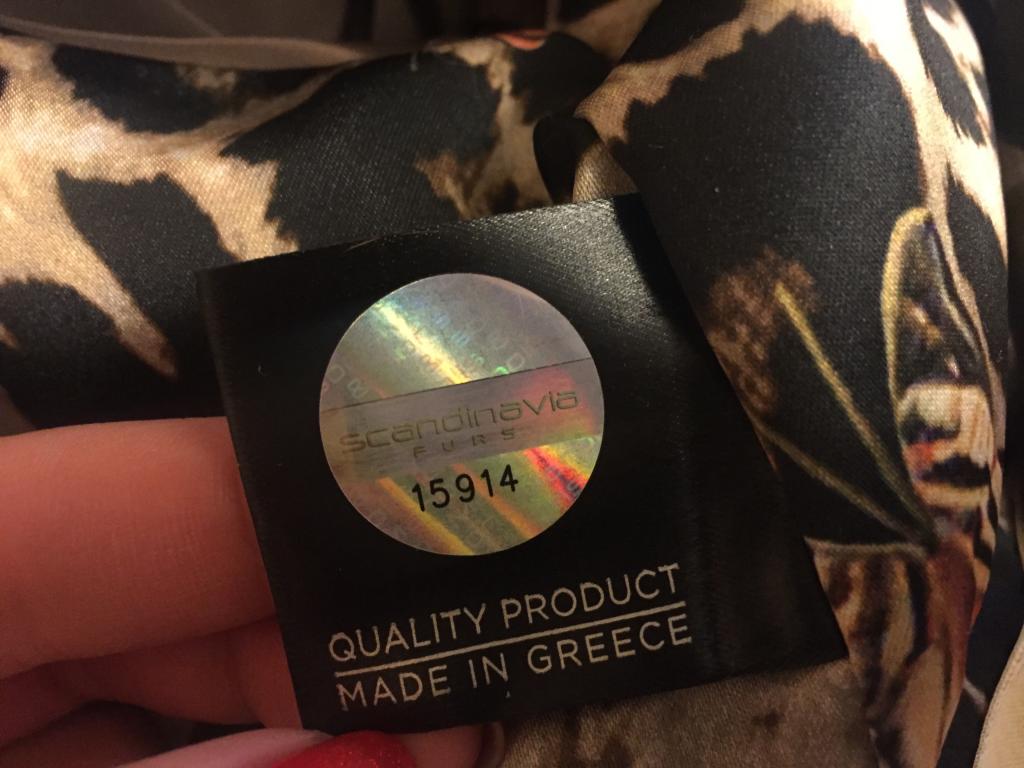 scandinavia
FURS
15914
QUALITY PRODUCT
MADE IN GREECE